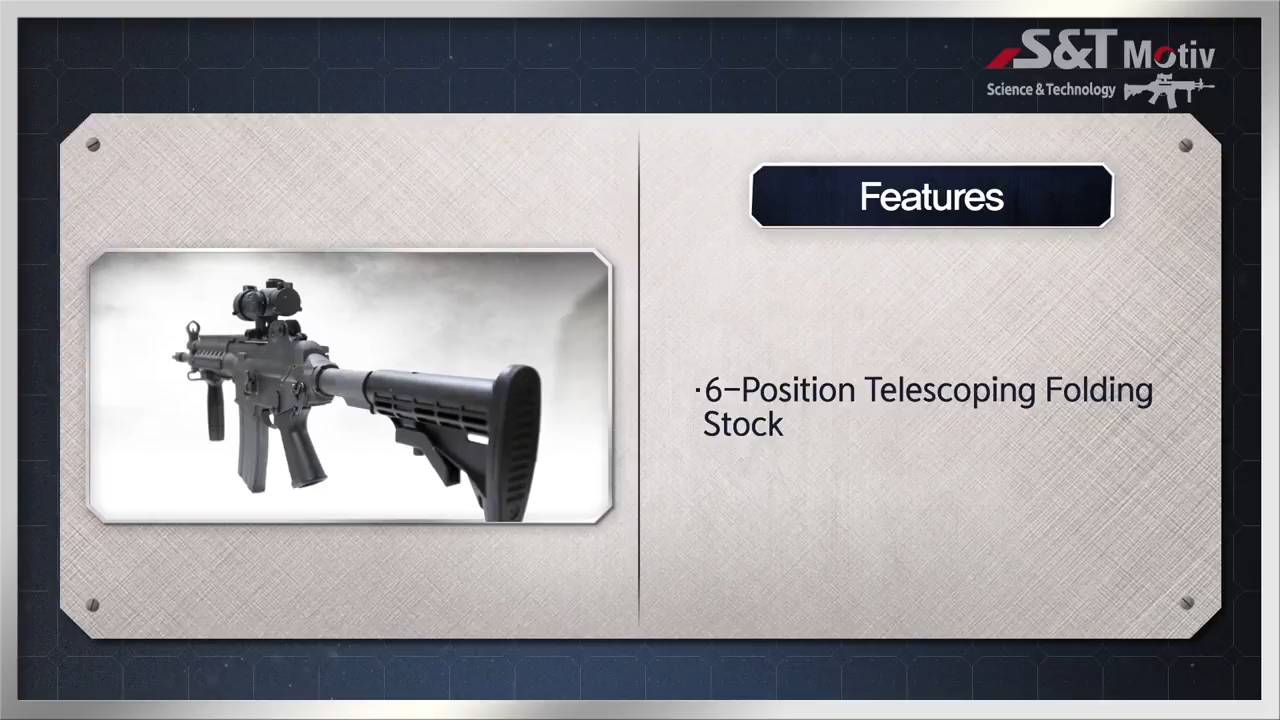 S&T Motiv
Science & Technology
Features
·6-Position Telescoping Folding
Stock